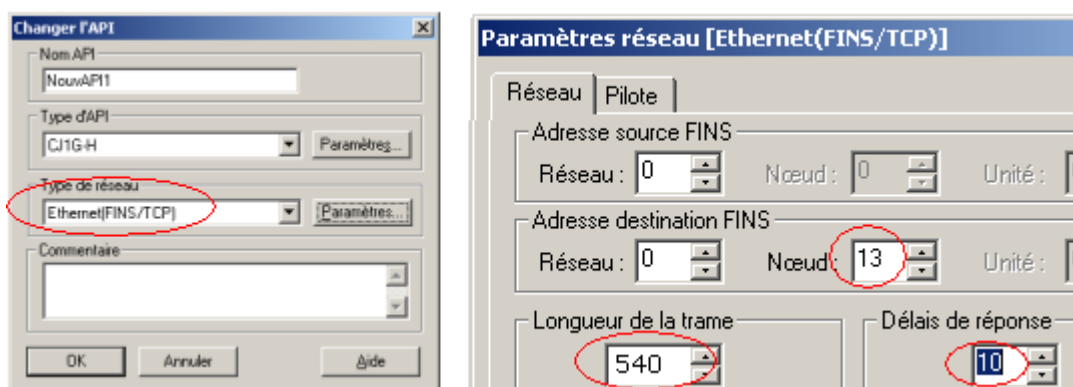 Changer l'API
Nom API
NouvAPI1
Type d'API
CJ1G-H
Paramètres...
Type de réseau
Ethernet(FINS/TCP)
Paramètres...
Commentaire
OK Annuler Aide
Paramètres réseau [Ethernet(FINS/TCP)]
Réseau Pilote
Adresse source FINS
Réseau : 0 Nœud : 0 Unité :
Adresse destination FINS
Réseau : 0 Nœud : 13 Unité :
Longueur de la trame Délais de réponse
540 10